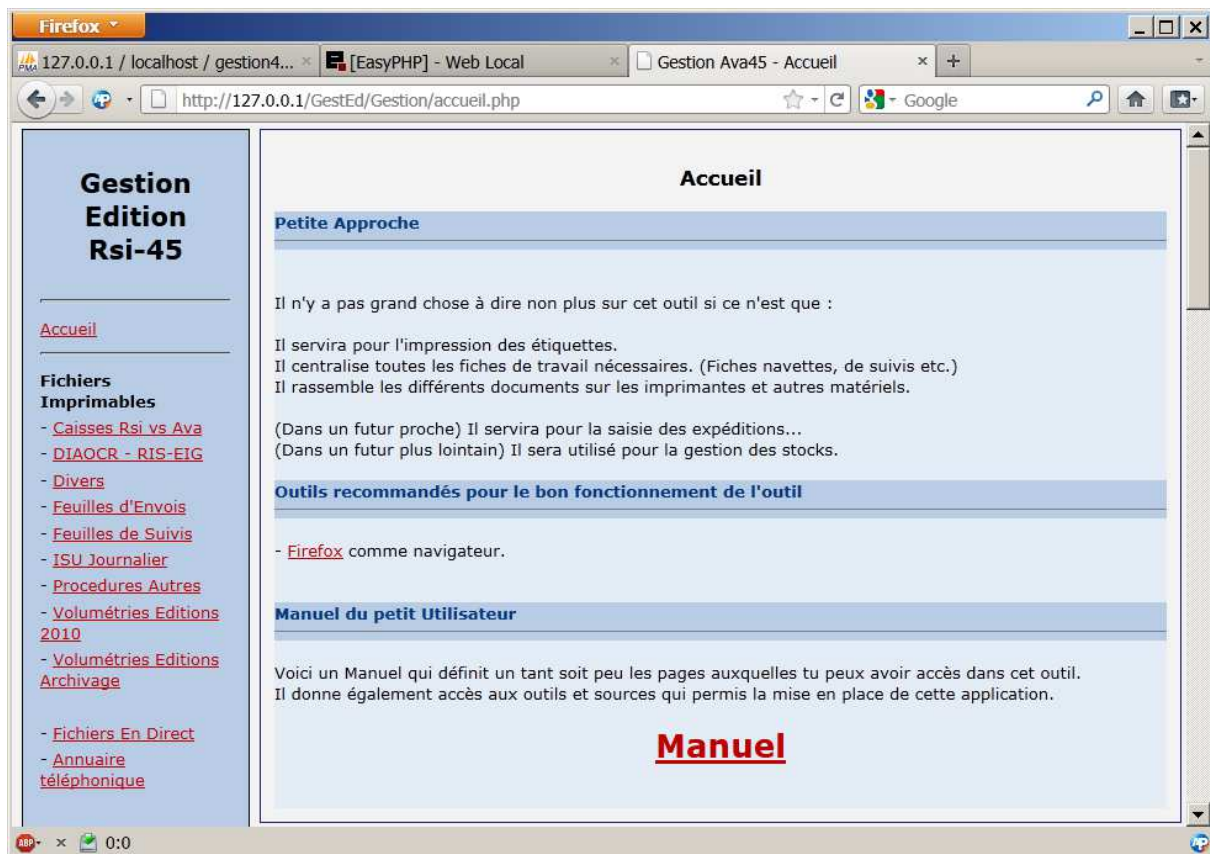 Firefox
127.0.0.1 / localhost / gestion4...
[EasyPHP] - Web Local
Gestion Ava45 - Accueil
http://127.0.0.1/GestEd/Gestion/accueil.php
Google
Gestion
Edition
Rsi-45
Accueil
Fichiers
Imprimables
- Caisses Rsi vs Ava
- DIAOCR - RIS-EIG
- Divers
- Feuilles d'Envois
- Feuilles de Suivis
- ISU Journalier
- Procedures Autres
- Volumétries Editions
2010
- Volumétries Editions
Archivage
- Fichiers En Direct
- Annuaire
téléphonique
Accueil
Petite Approche
Il n'y a pas grand chose à dire non plus sur cet outil si ce n'est que :
Il servira pour l'impression des étiquettes.
Il centralise toutes les fiches de travail nécessaires. (Fiches navettes, de suivis etc.)
Il rassemble les différents documents sur les imprimantes et autres matériels.
(Dans un futur proche) Il servira pour la saisie des expéditions...
(Dans un futur plus lointain) Il sera utilisé pour la gestion des stocks.
Outils recommandés pour le bon fonctionnement de l'outil
- Firefox comme navigateur.
Manuel du petit Utilisateur
Voici un Manuel qui définit un tant soit peu les pages auxquelles tu peux avoir accès dans cet outil.
Il donne également accès aux outils et sources qui permis la mise en place de cette application.
Manuel
ABP
0:0